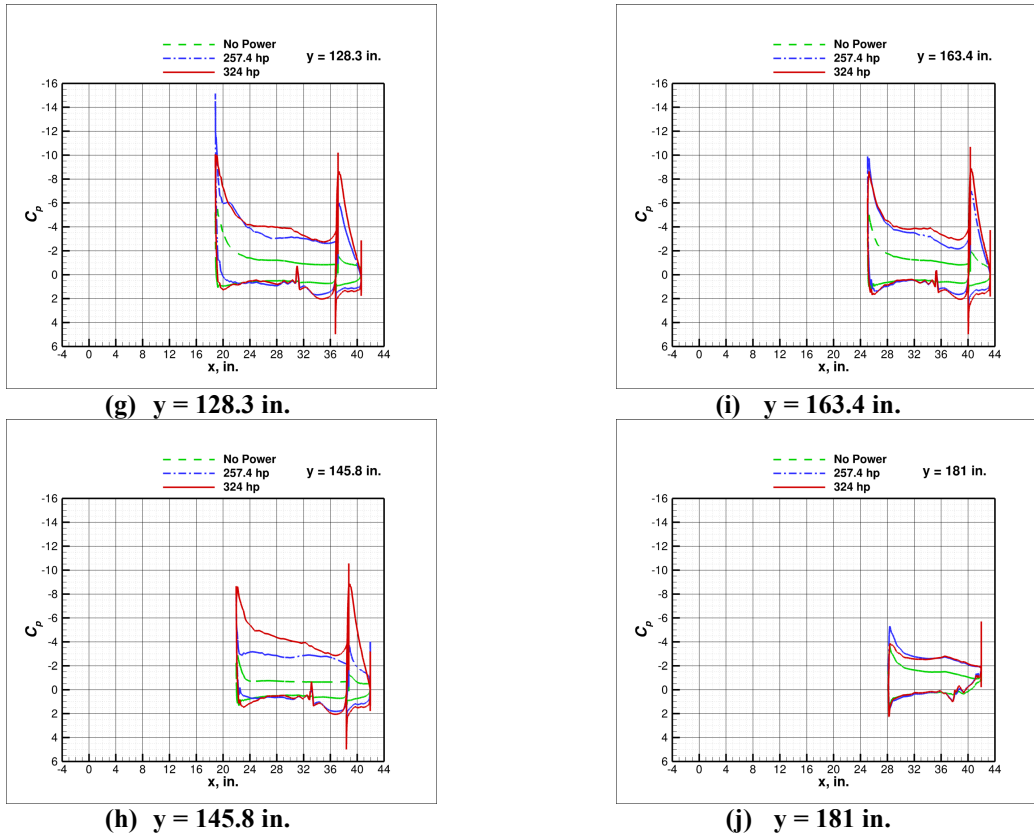 No Power
257.4 hp
324 hp
y = 128.3 in.
-16
-14
-12
-10
-8
-6
-4
-2
0
2
4
6
Cp
-4 0 4 8 12 16 20 24 28 32 36 40 44
x, in.
(g) y = 128.3 in.
No Power
257.4 hp
324 hp
y = 163.4 in.
-16
-14
-12
-10
-8
-6
-4
-2
0
2
4
6
Cp
-4 0 4 8 12 16 20 24 28 32 36 40 44
x, in.
(i) y = 163.4 in.
No Power
257.4 hp
324 hp
y = 145.8 in.
-16
-14
-12
-10
-8
-6
-4
-2
0
2
4
6
Cp
-4 0 4 8 12 16 20 24 28 32 36 40 44
x, in.
(h) y = 145.8 in.
No Power
257.4 hp
324 hp
y = 181 in.
-16
-14
-12
-10
-8
-6
-4
-2
0
2
4
6
Cp
-4 0 4 8 12 16 20 24 28 32 36 40 44
x, in.
(j) y = 181 in.